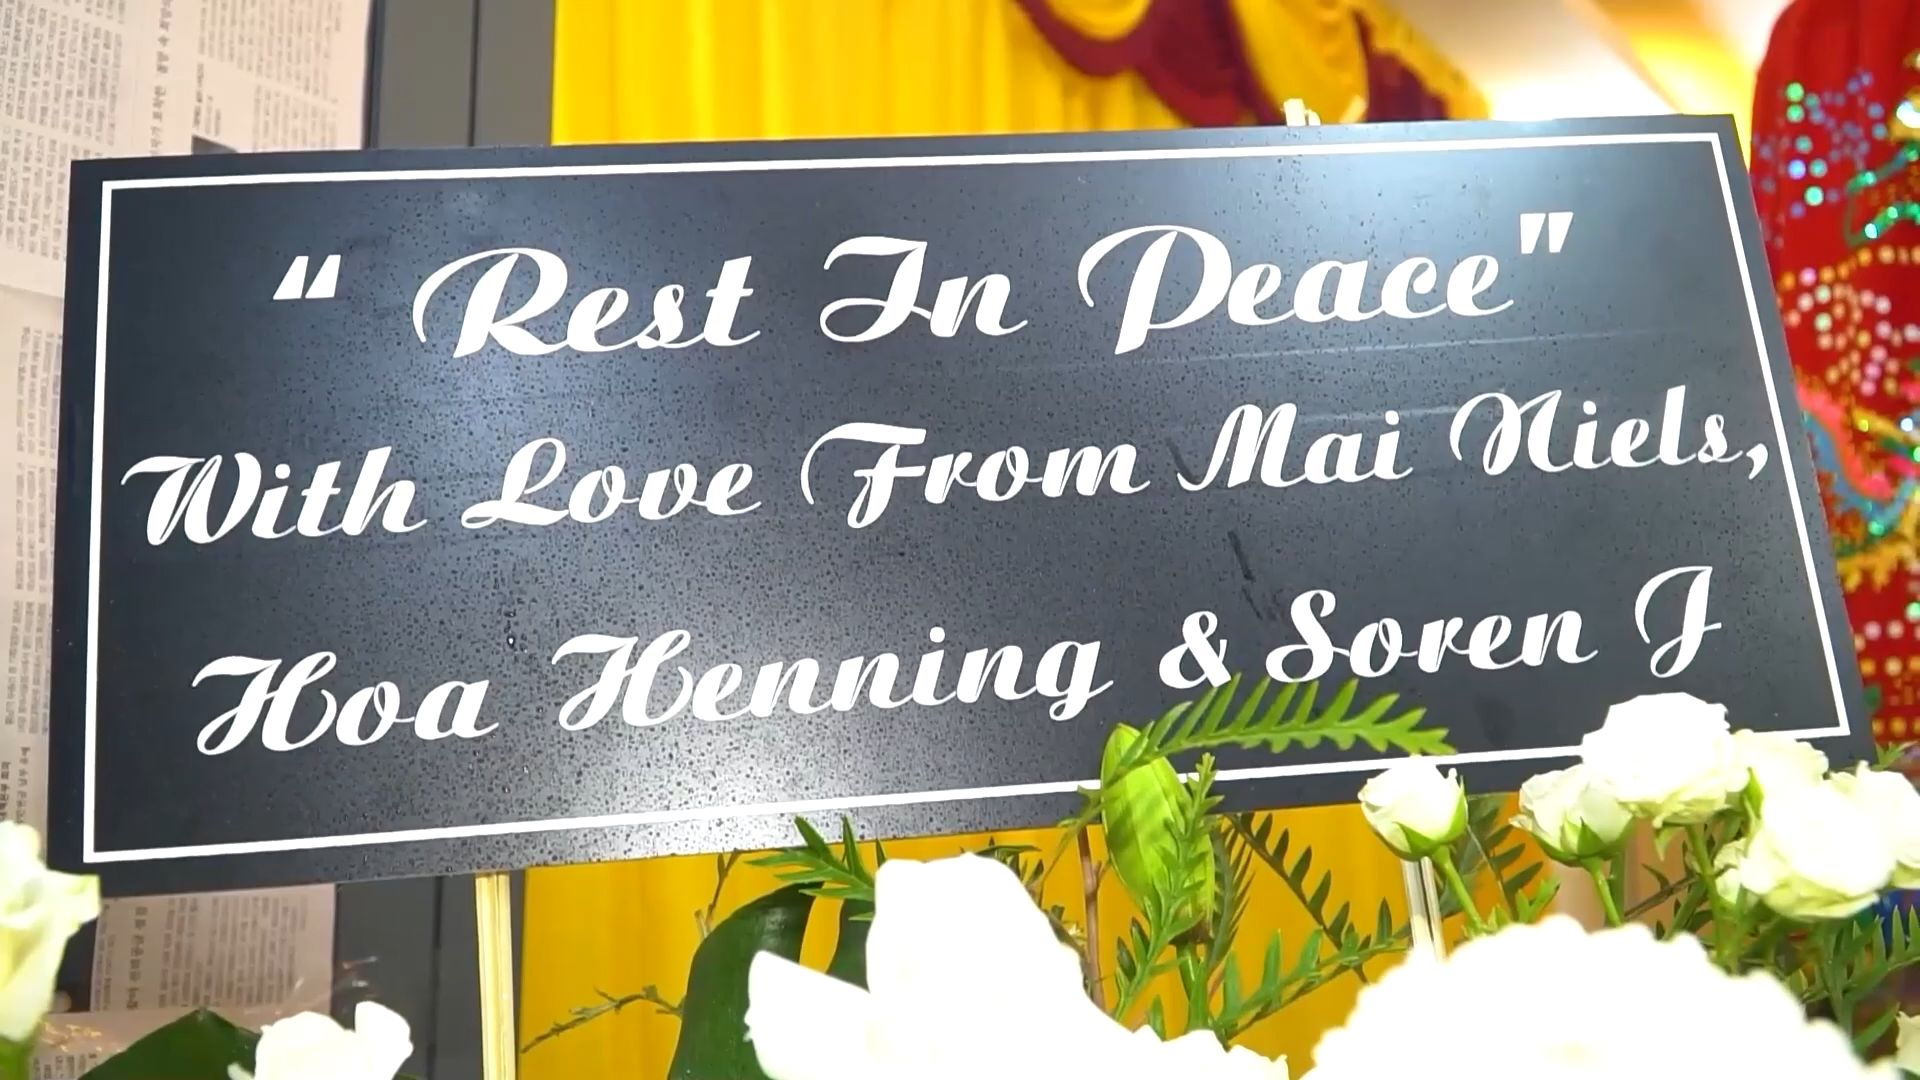 “ Rest In Peace"
With Love From Mai Niels,
Hoa Henning & Soren J